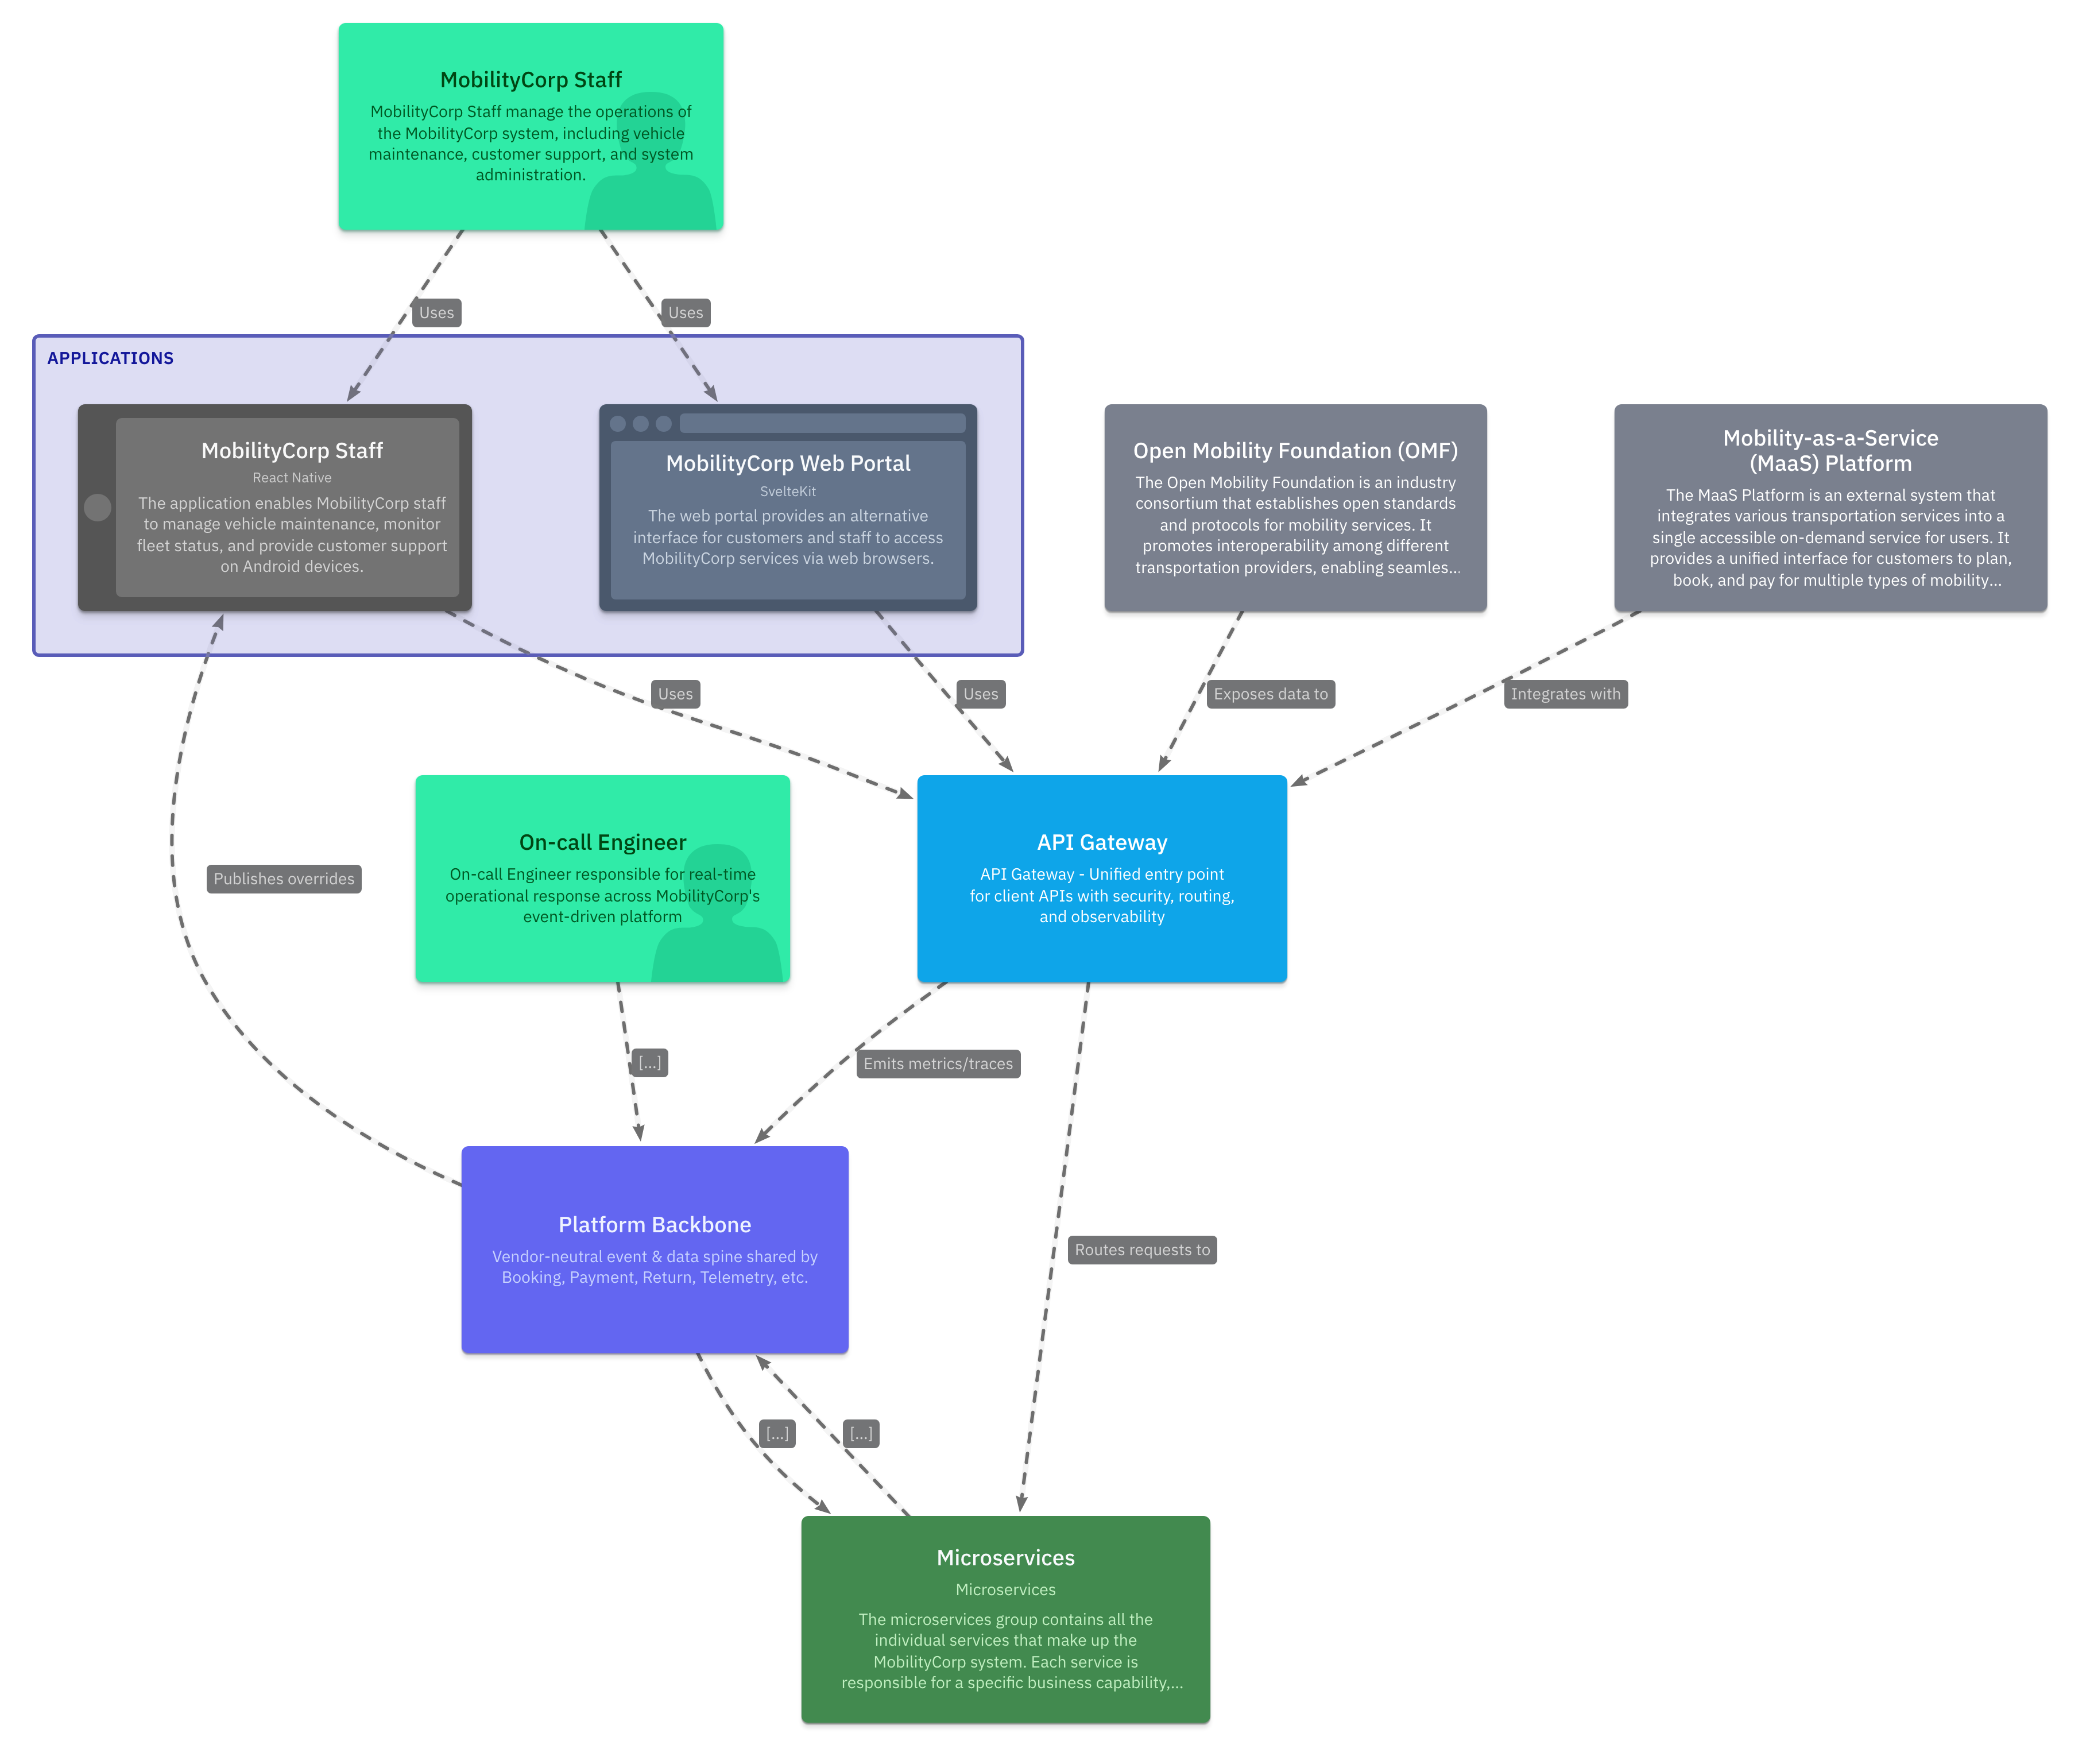 MobilityCorp Staff
MobilityCorp Staff manage the operations of
the MobilityCorp system, including vehicle
maintenance, customer support, and system
administration.
Uses
Uses
APPLICATIONS
MobilityCorp Staff
React Native
The application enables MobilityCorp staff
to manage vehicle maintenance, monitor
fleet status, and provide customer support
on Android devices.
MobilityCorp Web Portal
SvelteKit
The web portal provides an alternative
interface for customers and staff to access
MobilityCorp services via web browsers.
Open Mobility Foundation (OMF)
The Open Mobility Foundation is an industry
consortium that establishes open standards
and protocols for mobility services. It
promotes interoperability among different
transportation providers, enabling seamles...
Mobility-as-a-Service
(MaaS) Platform
The MaaS Platform is an external system that
integrates various transportation services into a
single accessible on-demand service for users. It
provides a unified interface for customers to plan,
book, and pay for multiple types of mobility...
Uses
Uses
Exposes data to
Integrates with
Publishes overrides
On-call Engineer
On-call Engineer responsible for real-time
operational response across MobilityCorp's
event-driven platform
API Gateway
API Gateway - Unified entry point
for client APIs with security, routing,
and observability
[...]
Emits metrics/traces
Platform Backbone
Vendor-neutral event & data spine shared by
Booking, Payment, Return, Telemetry, etc.
Routes requests to
[...]
[...]
Microservices
Microservices
The microservices group contains all the
individual services that make up the
MobilityCorp system. Each service is
responsible for a specific business capability,...